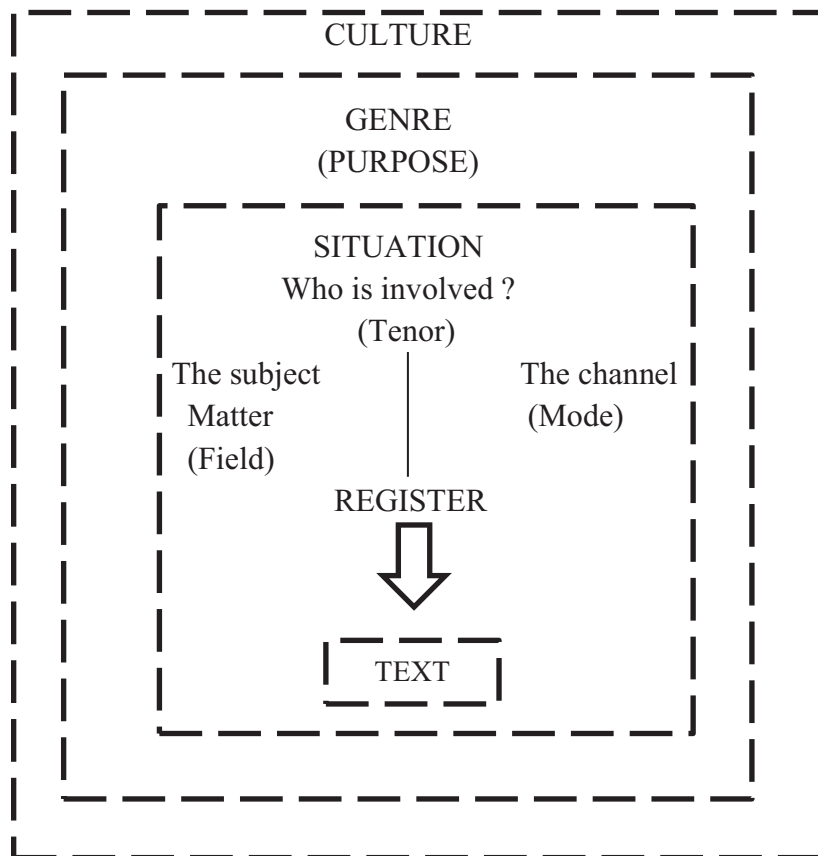 CULTURE
GENRE
(PURPOSE)
SITUATION
Who is involved ?
(Tenor)
The subject
Matter
(Field)
The channel
(Mode)
REGISTER
TEXT